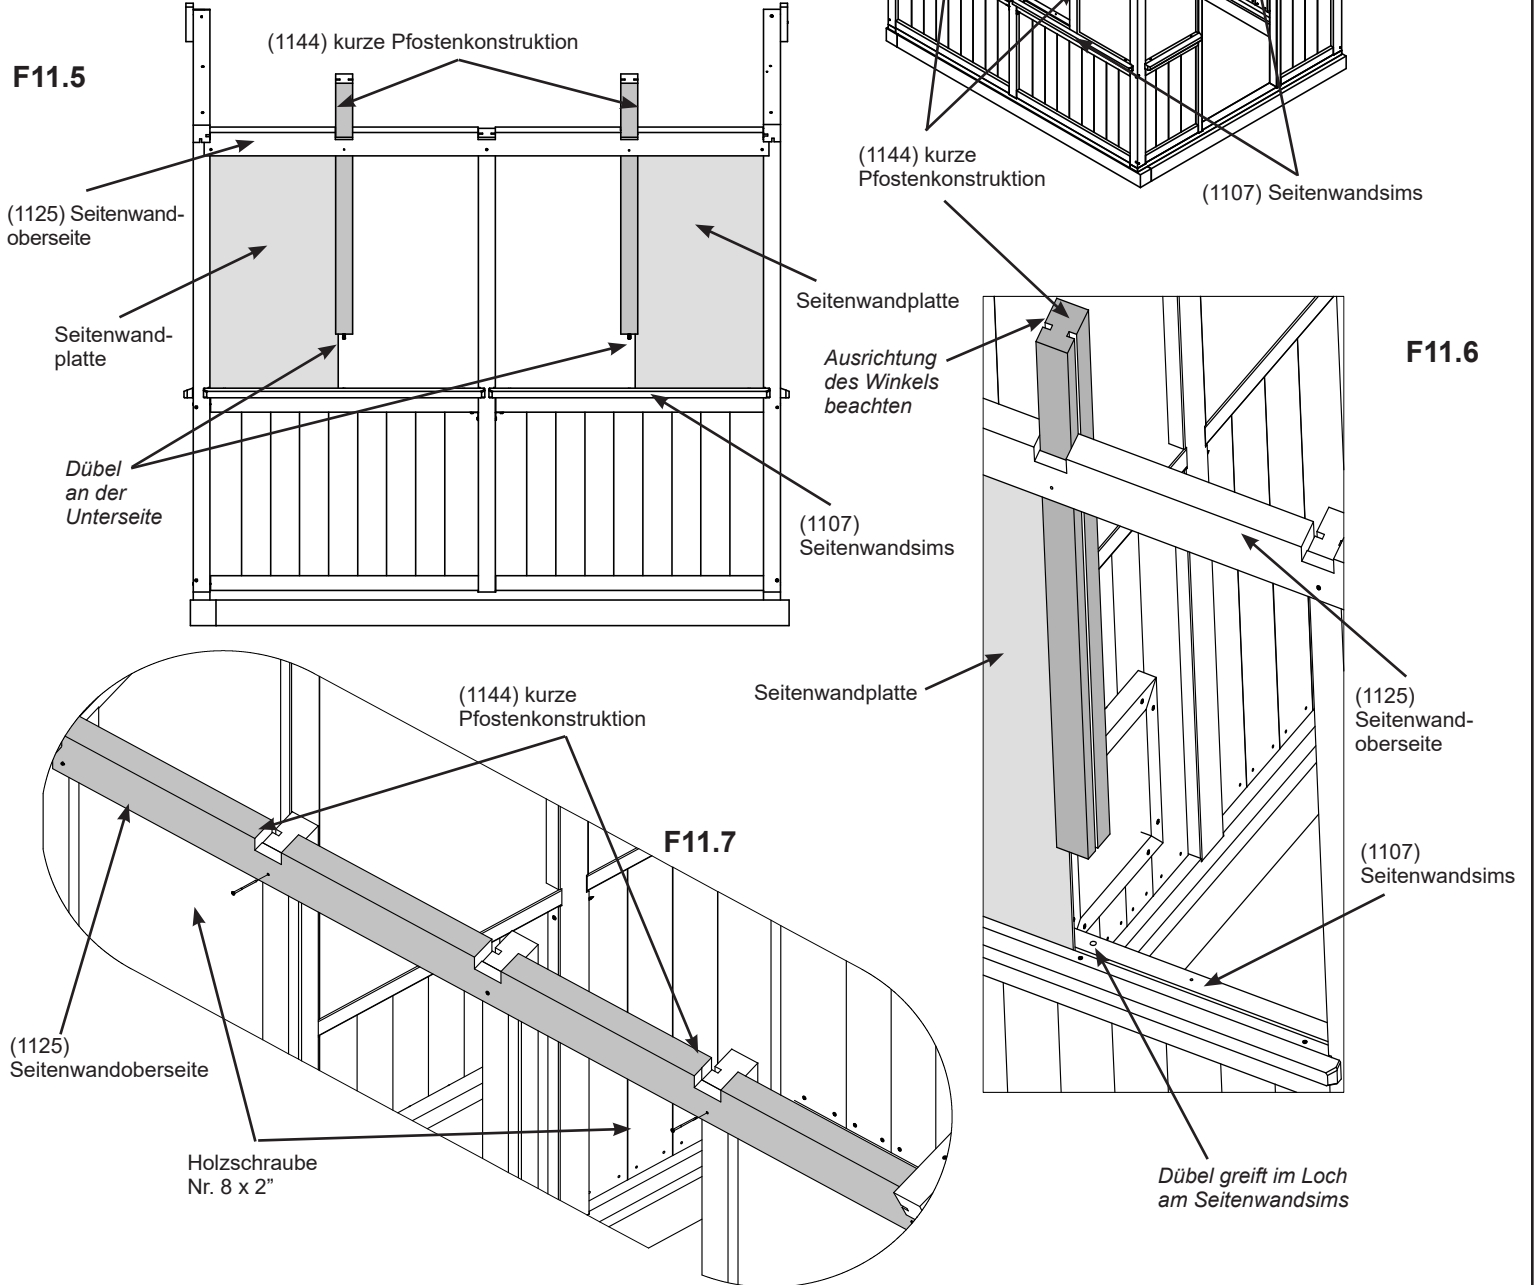 F11.5
(1144) kurze Pfostenkonstruktion
(1125) Seitenwand-
oberseite
Seitenwand-
platte
Dübel
an der
Unterseite
Seitenwandplatte
(1107)
Seitenwandsims
(1144) kurze
Pfostenkonstruktion
(1107) Seitenwandsims
F11.6
Ausrichtung
des Winkels
beachten
Seitenwandplatte
(1125)
Seitenwand-
oberseite
(1107)
Seitenwandsims
Dübel greift im Loch
am Seitenwandsims
F11.7
(1144) kurze
Pfostenkonstruktion
(1125)
Seitenwandoberseite
Holzschraube
Nr. 8 x 2”